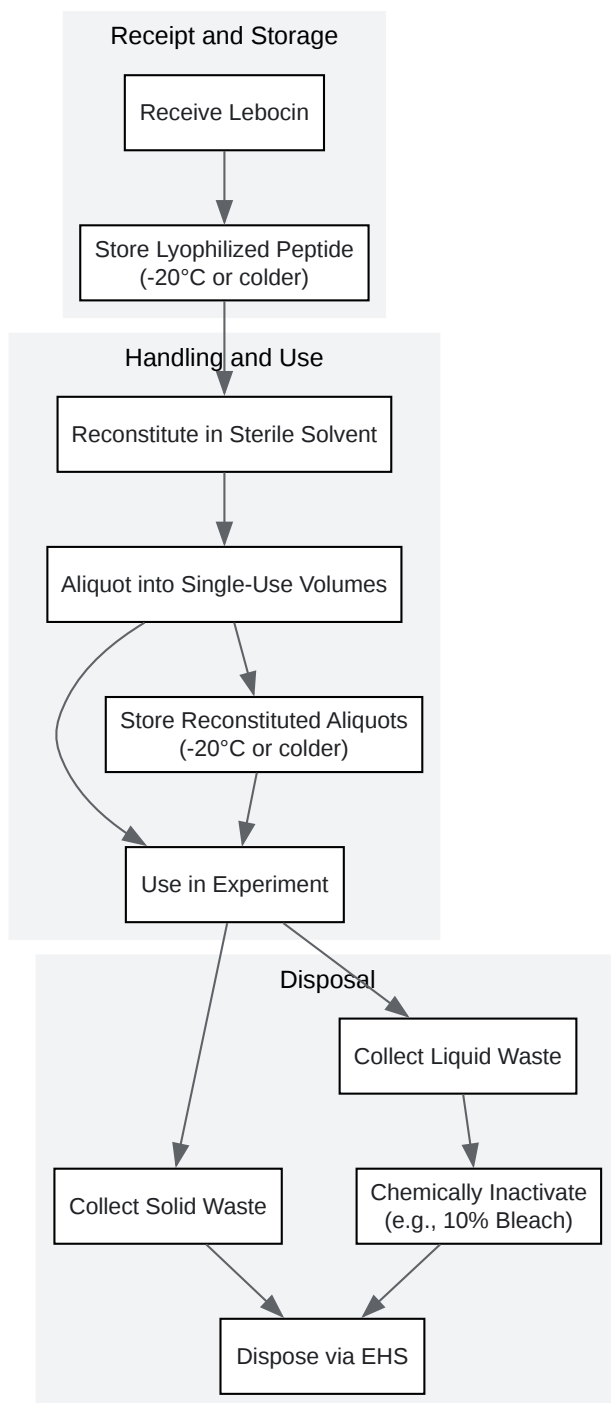 Receipt and Storage
Receive Lebocin
Store Lyophilized Peptide
(-20°C or colder)
Handling and Use
Reconstitute in Sterile Solvent
Aliquot into Single-Use Volumes
Store Reconstituted Aliquots
(-20°C or colder)
Use in Experiment
Disposal
Collect Liquid Waste
Collect Solid Waste
Chemically Inactivate
(e.g., 10% Bleach)
Dispose via EHS